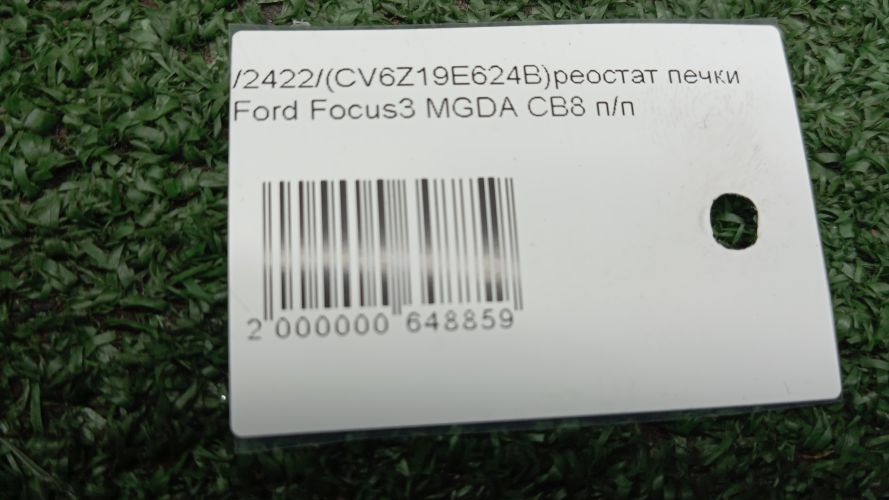 /2422/(CV6Z19E624B)реостат печки
Ford Focus3 MGDA CB8 п/п
2 000000 648859